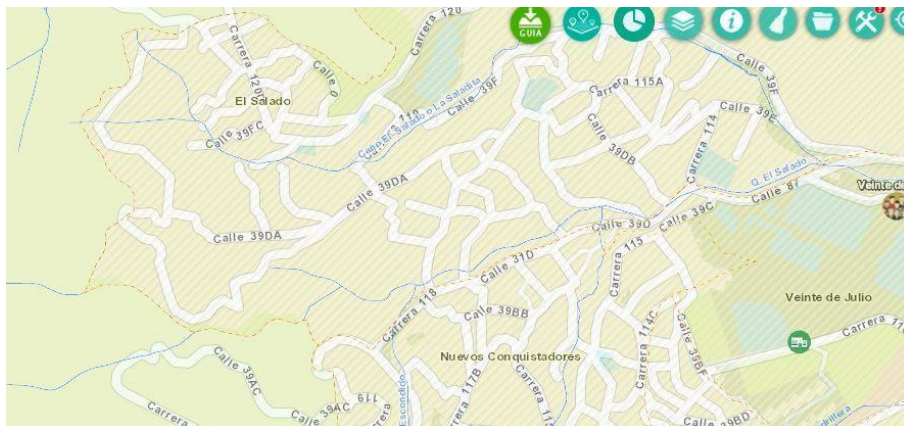 Carrera 120
GUIA
Carrera 120C
Calle 0
Calle 39F
Carrera 115A
Calle 39F
El Salado
Calle 39FC
Caño El Salado o La Saladita
Calle 39E
Carrera 114
Calle 39DB
Calle 39DA
Q. El Salado
Calle 87
Calle 39C
Calle 39D
Calle 39DA
Carrera 115
Calle 31D
Veinte de Julio
Carrera 118
Calle 39BB
Carrera 114C
Nuevos Conquistadores
Calle 39BF
Calle 39AC
Carrera 117B
Calle 39AC
119
Carrera
Escondido
Calle 39BD